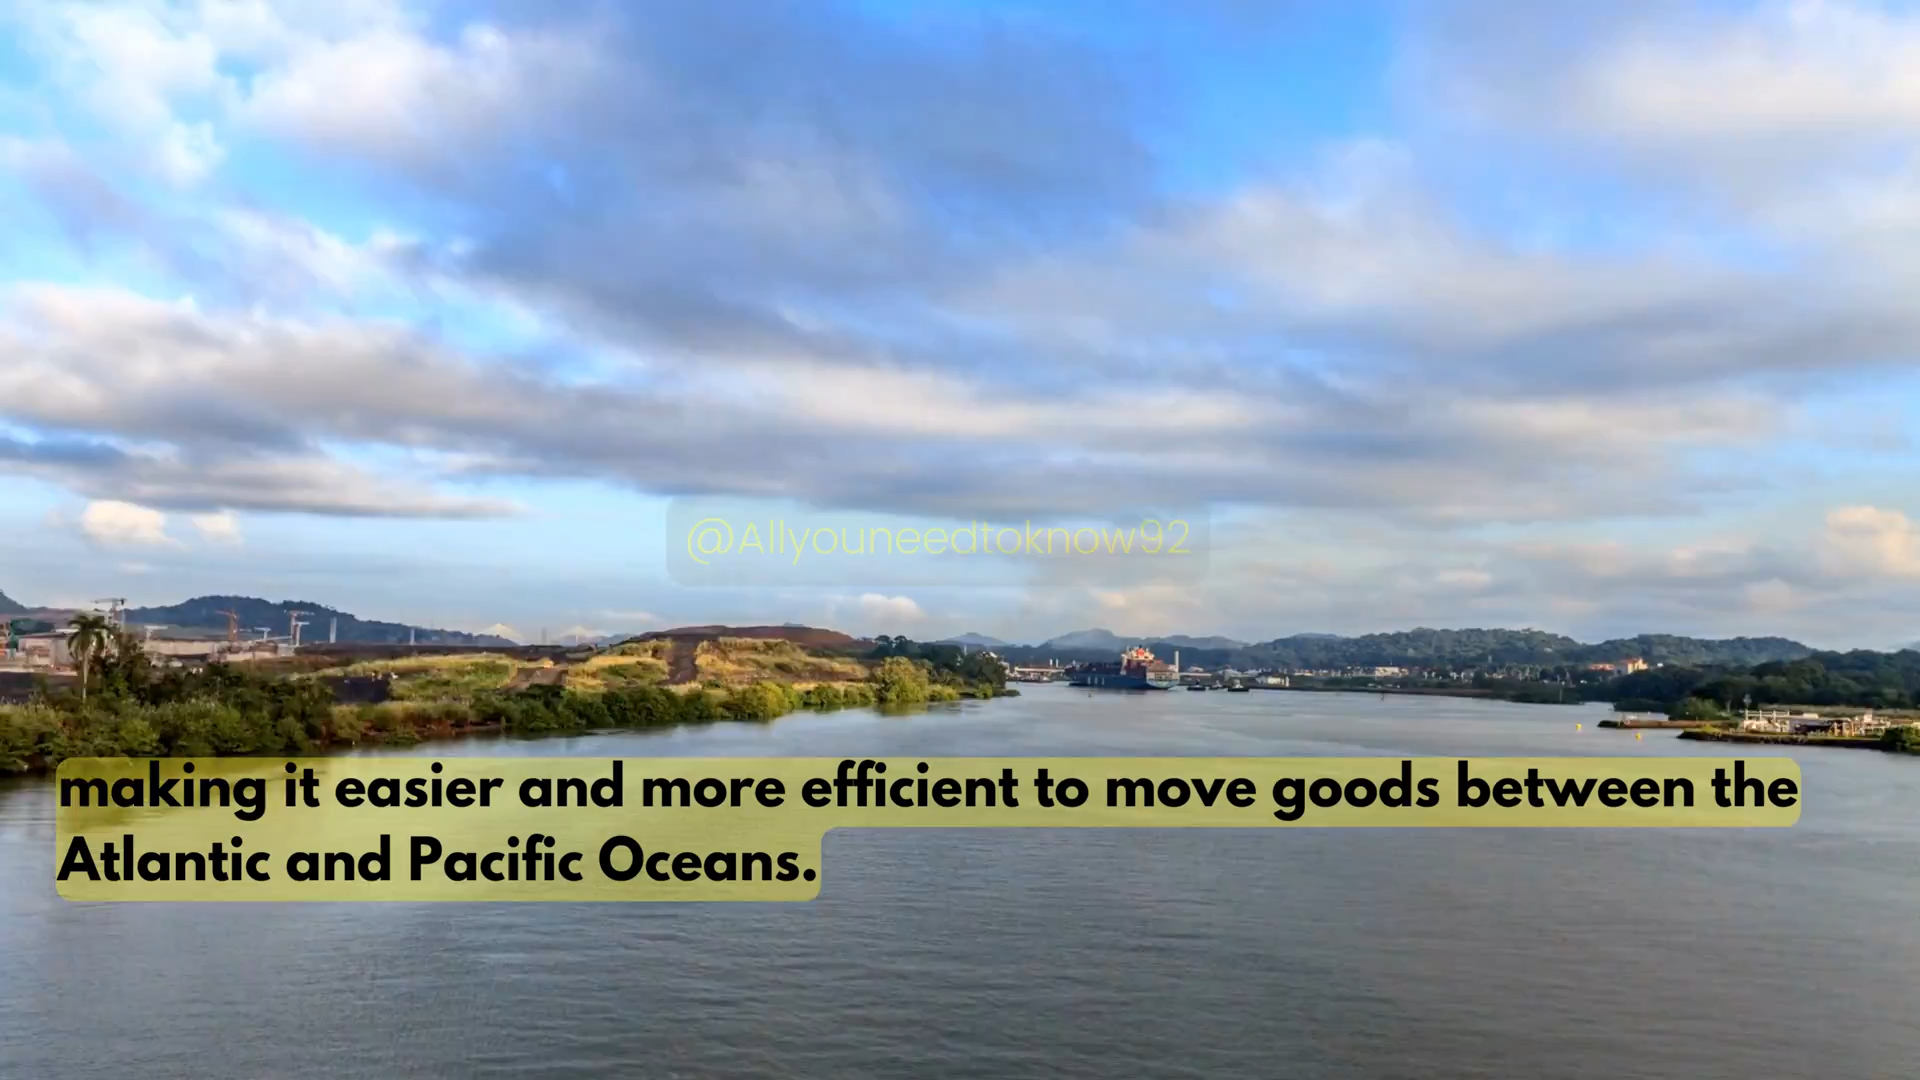 @Allyouneedtoknow92
making it easier and more efficient to move goods between the
Atlantic and Pacific Oceans.